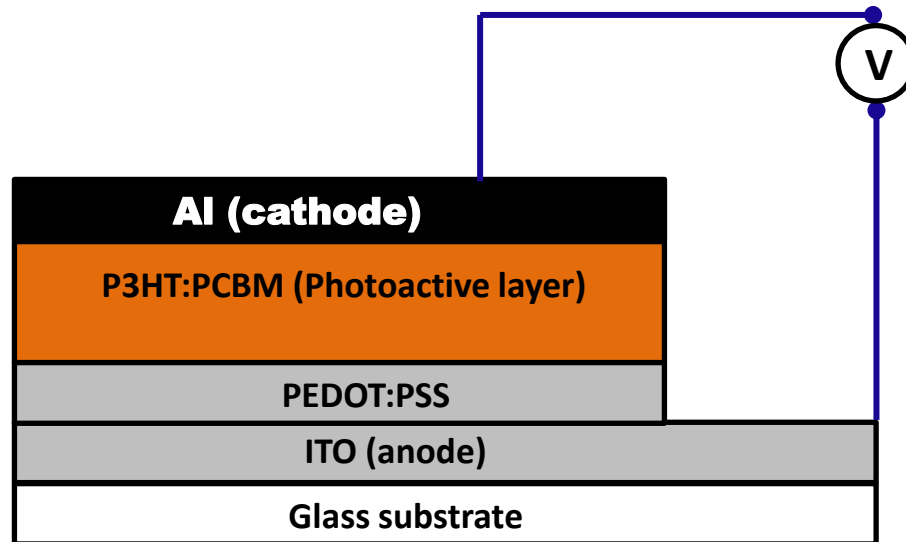 V
Al (cathode)
P3HT:PCBM (Photoactive layer)
PEDOT:PSS
ITO (anode)
Glass substrate